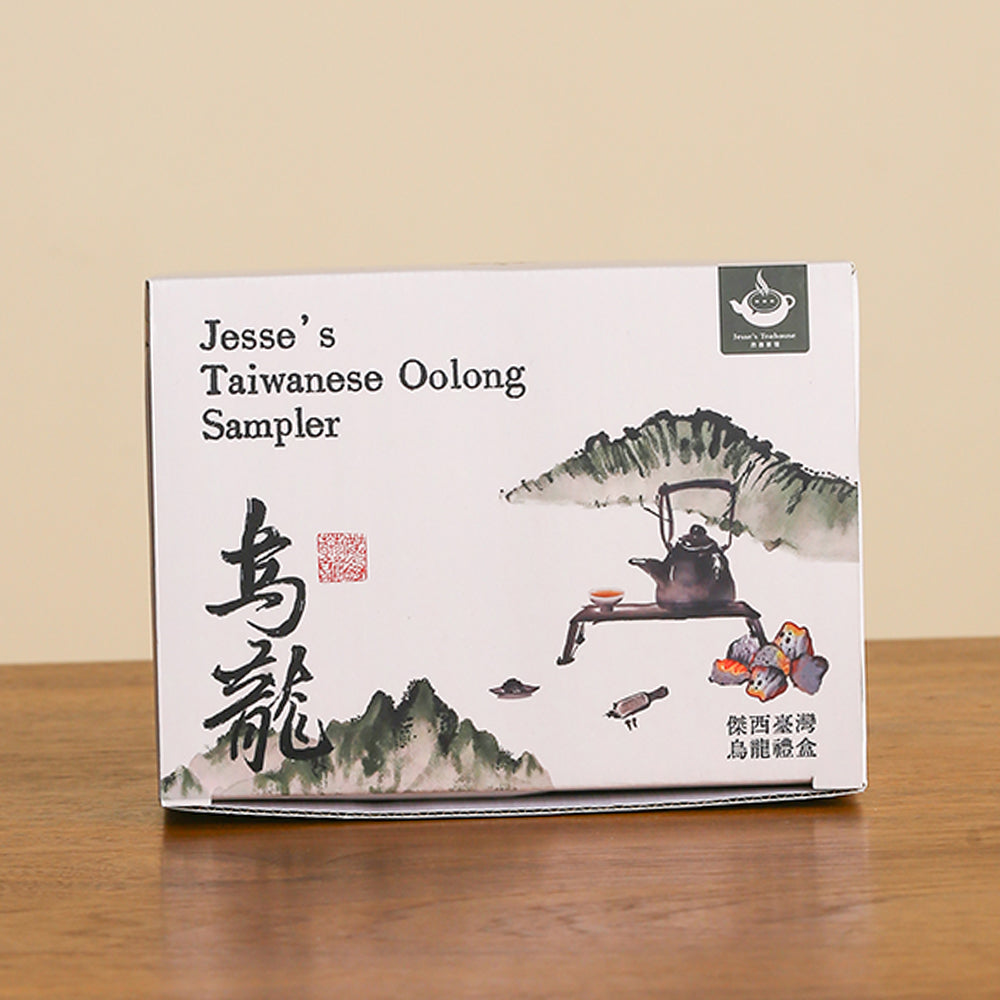 Jesse's
Taiwanese Oolong
Sampler
Jesse's Teahouse
烏龍
傑西臺灣
烏龍禮盒